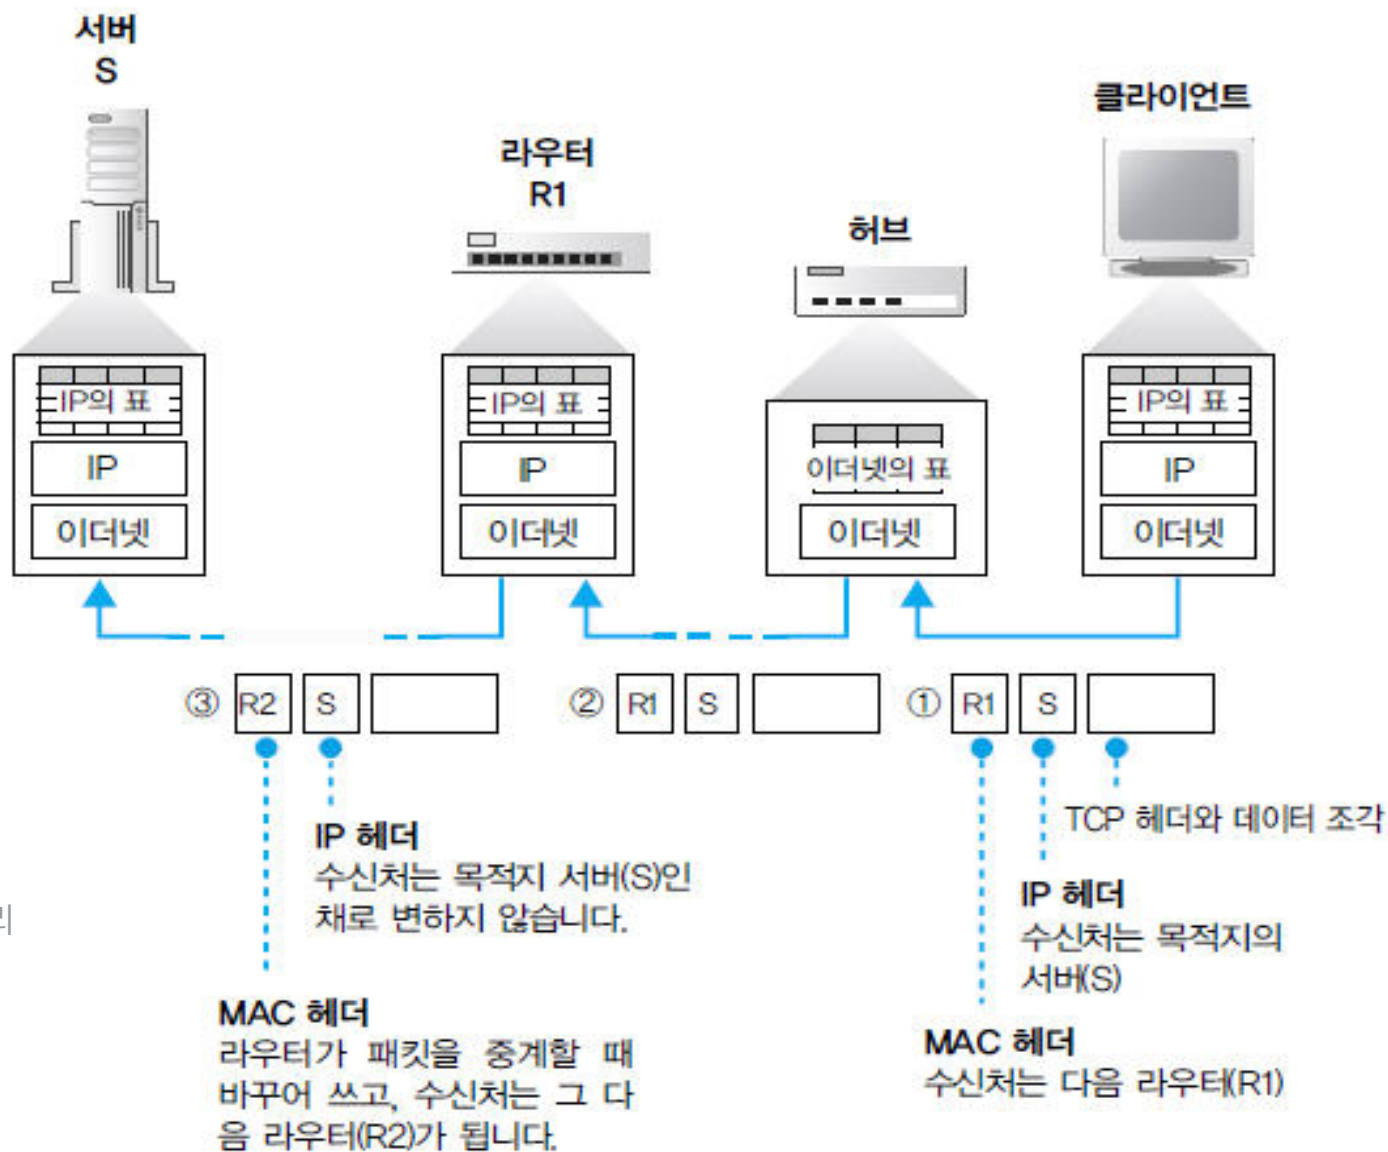 서버
S
클라이언트
라우터
R1
허브
IP의 표
IP
이더넷
IP의 표
IP
이더넷
이더넷의 표
이더넷
IP의 표
IP
이더넷
③ R2 S
② R1 S
① R1 S
TCP 헤더와 데이터 조각
IP 헤더
수신처는 목적지 서버(S)인
채로 변하지 않습니다.
IP 헤더
수신처는 목적지의
서버(S)
MAC 헤더
라우터가 패킷을 중계할 때
바꾸어 쓰고, 수신처는 그 다
음 라우터(R2)가 됩니다.
MAC 헤더
수신처는 다음 라우터(R1)